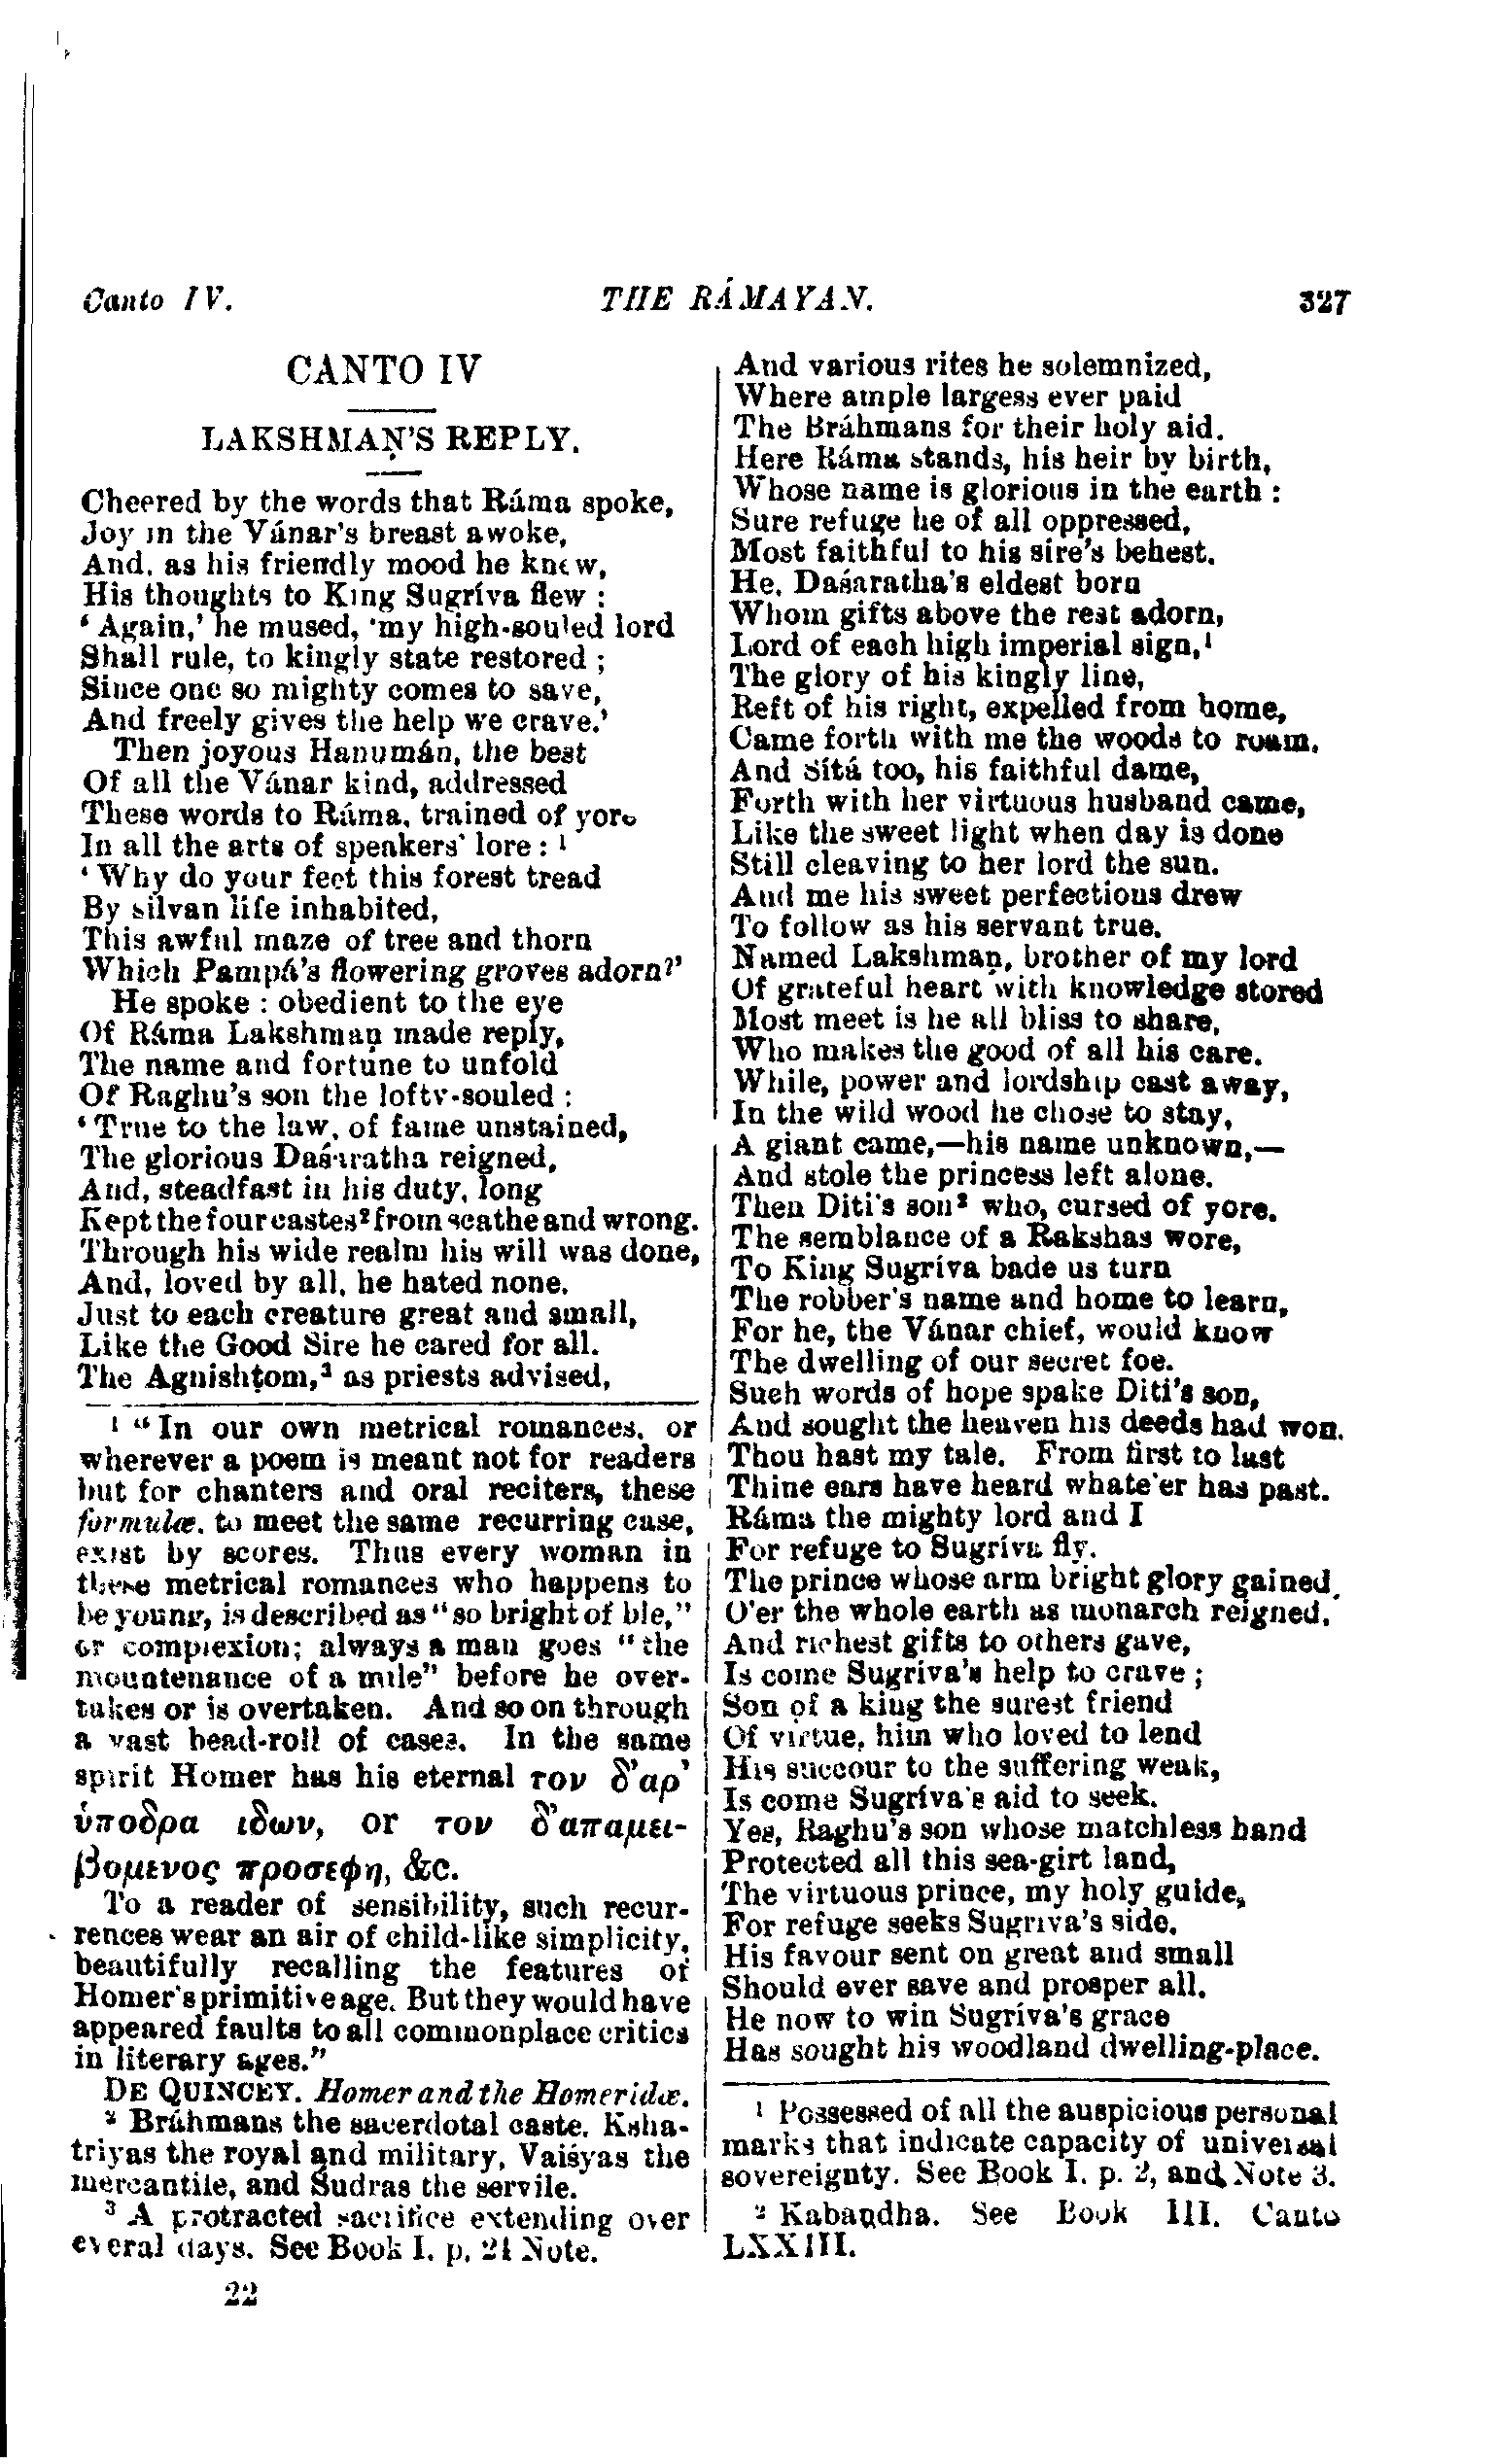 Canto IV. THE RÁMAYAN. 327
CANTO IV
LAKSHMAṆ'S REPLY.
Cheered by the words that Ráma spoke,
Joy in the Vánar's breast awoke,
And, as his friendly mood he knew,
His thoughts to King Sugríva flew :
‘Again,’ he mused, ‘my high-souled lord
Shall rule, to kingly state restored ;
Since one so mighty comes to save,
And freely gives the help we crave.’
Then joyous Hanumán, the best
Of all the Vánar kind, addressed
These words to Ráma, trained of yore
In all the arts of speakers' lore : ¹
‘Why do your feet this forest tread
By silvan life inhabited,
This awful maze of tree and thorn
Which Pampá's flowering groves adorn?’
He spoke : obedient to the eye
Of Ráma Lakshmaṇ made reply,
The name and fortune to unfold
Of Raghu's son the lofty-souled :
‘True to the law, of fame unstained,
The glorious Daśaratha reigned,
And, steadfast in his duty, long
Kept the four castes² from scathe and wrong.
Through his wide realm his will was done,
And, loved by all, he hated none.
Just to each creature great and small,
Like the Good Sire he cared for all.
The Agnishṭom,³ as priests advised,
¹ “In our own metrical romances, or
wherever a poem is meant not for readers
but for chanters and oral reciters, these
formulæ, to meet the same recurring case,
exist by scores. Thus every woman in
these metrical romances who happens to
be young, is described as “so bright of ble,”
or complexion; always a man goes “the
mountenance of a mile” before he over-
takes or is overtaken. And so on through
a vast bead-roll of cases. In the same
spirit Homer has his eternal τον δ'αρ'
ὑποδρα ιδων, or τον δ'απαμει-
βομενος προσεφη, &c.
To a reader of sensibility, such recur-
rences wear an air of child-like simplicity,
beautifully recalling the features of
Homer's primitive age. But they would have
appeared faults to all commonplace critics
in literary ages.”
DE QUINCEY. Homer and the Homeridæ.
² Bráhmans the sacerdotal caste, Ksha-
triyas the royal and military, Vaiśyas the
mercantile, and Śudras the servile.
³ A protracted sacrifice extending over
everal days. See Book I. p. 24 Note.
22
And various rites he solemnized,
Where ample largess ever paid
The Bráhmans for their holy aid.
Here Ráma stands, his heir by birth,
Whose name is glorious in the earth :
Sure refuge he of all oppressed,
Most faithful to his sire's behest.
He, Daśaratha's eldest born
Whom gifts above the rest adorn,
Lord of each high imperial sign,¹
The glory of his kingly line,
Reft of his right, expelled from home,
Came forth with me the woods to roam.
And Sítá too, his faithful dame,
Forth with her virtuous husband came,
Like the sweet light when day is done
Still cleaving to her lord the sun.
And me his sweet perfections drew
To follow as his servant true.
Named Lakshmaṇ, brother of my lord
Of grateful heart with knowledge stored
Most meet is he all bliss to share,
Who makes the good of all his care.
While, power and lordship cast away,
In the wild wood he chose to stay,
A giant came,—his name unknown,—
And stole the princess left alone.
Then Diti's son² who, cursed of yore,
The semblance of a Rakshas wore,
To King Sugríva bade us turn
The robber's name and home to learn,
For he, the Vánar chief, would know
The dwelling of our secret foe.
Such words of hope spake Diti's son,
And sought the heaven his deeds had won.
Thou hast my tale. From first to last
Thine ears have heard whate'er has past.
Ráma the mighty lord and I
For refuge to Sugríva fly.
The prince whose arm bright glory gained,
O'er the whole earth as monarch reigned,
And richest gifts to others gave,
Is come Sugríva's help to crave ;
Son of a king the surest friend
Of virtue, him who loved to lend
His succour to the suffering weak,
Is come Sugríva's aid to seek.
Yes, Raghu's son whose matchless hand
Protected all this sea-girt land,
The virtuous prince, my holy guide,
For refuge seeks Sugríva's side.
His favour sent on great and small
Should ever save and prosper all.
He now to win Sugríva's grace
Has sought his woodland dwelling-place.
¹ Possessed of all the auspicious personal
marks that indicate capacity of universal
sovereignty. See Book I. p. 2, and Note 3.
² Kabaṇdha. See Book III. Canto
LXXIII.